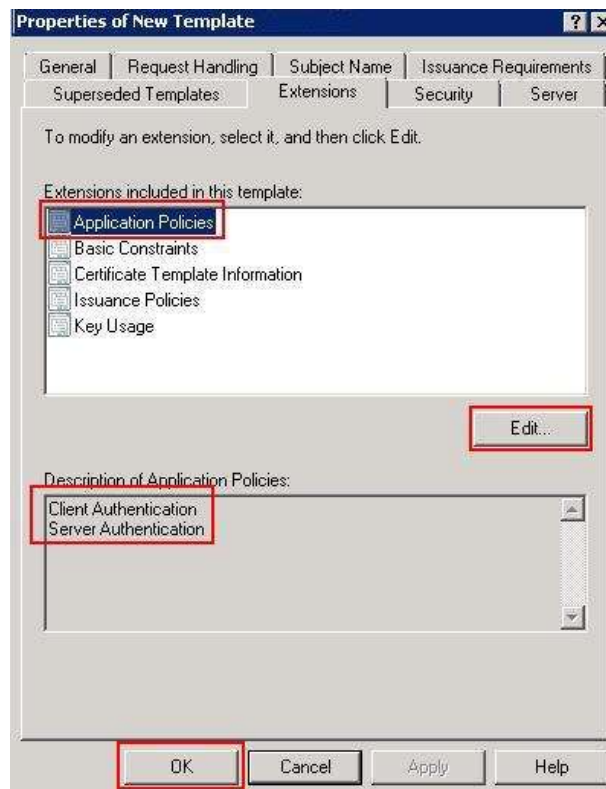 Properties of New Template
General Request Handling Subject Name Issuance Requirements
Superseded Templates Extensions Security Server
To modify an extension, select it, and then click Edit.
Extensions included in this template:
Application Policies
Basic Constraints
Certificate Template Information
Issuance Policies
Key Usage
Edit...
Description of Application Policies:
Client Authentication
Server Authentication
OK Cancel Apply Help